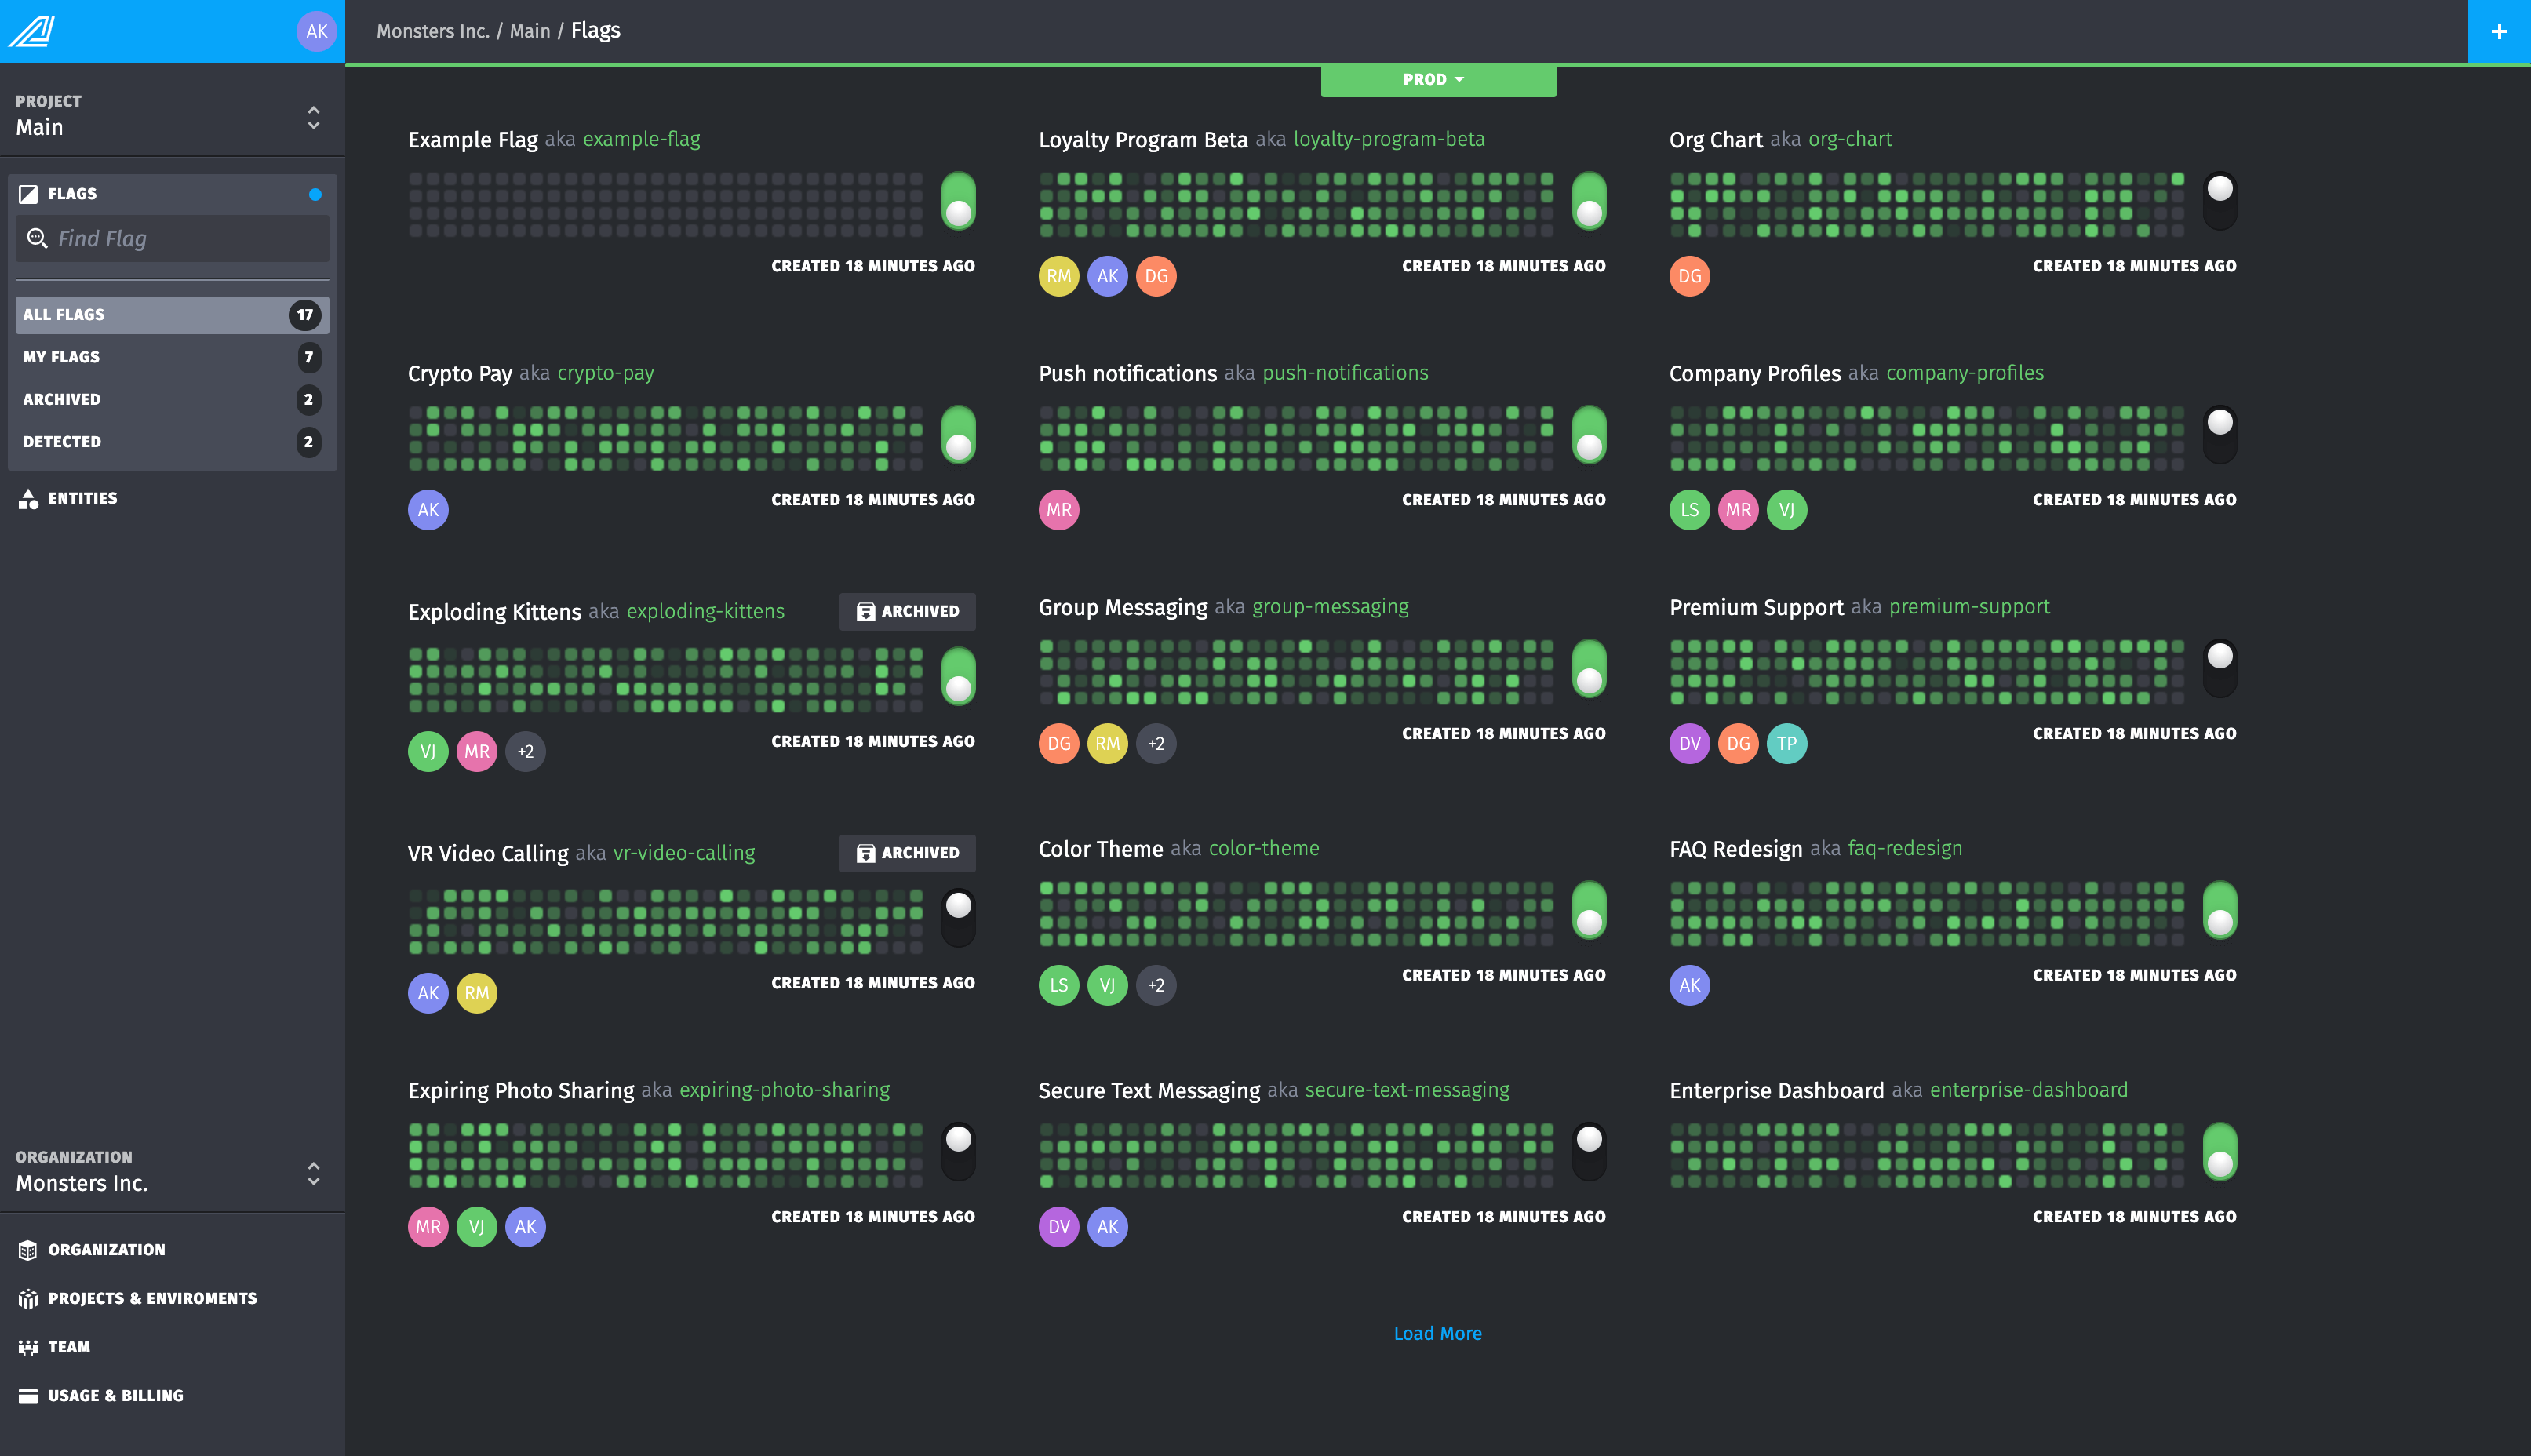 AK
Monsters Inc. / Main / Flags
+
PROJECT
Main
FLAGS
Find Flag
ALL FLAGS 17
MY FLAGS 7
ARCHIVED 2
DETECTED 2
ENTITIES
ORGANIZATION
Monsters Inc.
ORGANIZATION
PROJECTS & ENVIROMENTS
TEAM
USAGE & BILLING
PROD
Example Flag aka example-flag
CREATED 18 MINUTES AGO
Loyalty Program Beta aka loyalty-program-beta
RM AK DG CREATED 18 MINUTES AGO
Org Chart aka org-chart
DG CREATED 18 MINUTES AGO
Crypto Pay aka crypto-pay
AK CREATED 18 MINUTES AGO
Push notifications aka push-notifications
MR CREATED 18 MINUTES AGO
Company Profiles aka company-profiles
LS MR VJ CREATED 18 MINUTES AGO
Exploding Kittens aka exploding-kittens ARCHIVED
VJ MR +2 CREATED 18 MINUTES AGO
Group Messaging aka group-messaging
DG RM +2 CREATED 18 MINUTES AGO
Premium Support aka premium-support
DV DG TP CREATED 18 MINUTES AGO
VR Video Calling aka vr-video-calling ARCHIVED
AK RM CREATED 18 MINUTES AGO
Color Theme aka color-theme
LS VJ +2 CREATED 18 MINUTES AGO
FAQ Redesign aka faq-redesign
AK CREATED 18 MINUTES AGO
Expiring Photo Sharing aka expiring-photo-sharing
MR VJ AK CREATED 18 MINUTES AGO
Secure Text Messaging aka secure-text-messaging
DV AK CREATED 18 MINUTES AGO
Enterprise Dashboard aka enterprise-dashboard
CREATED 18 MINUTES AGO
Load More